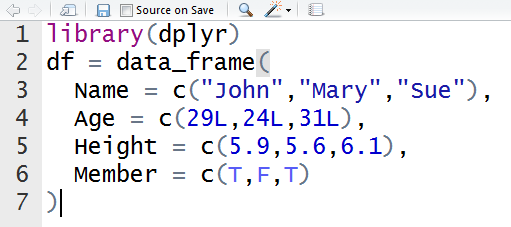 Source on Save
1 library(dplyr)
2 df = data_frame(
3   Name = c("John","Mary","Sue"),
4   Age = c(29L,24L,31L),
5   Height = c(5.9,5.6,6.1),
6   Member = c(T,F,T)
7 )